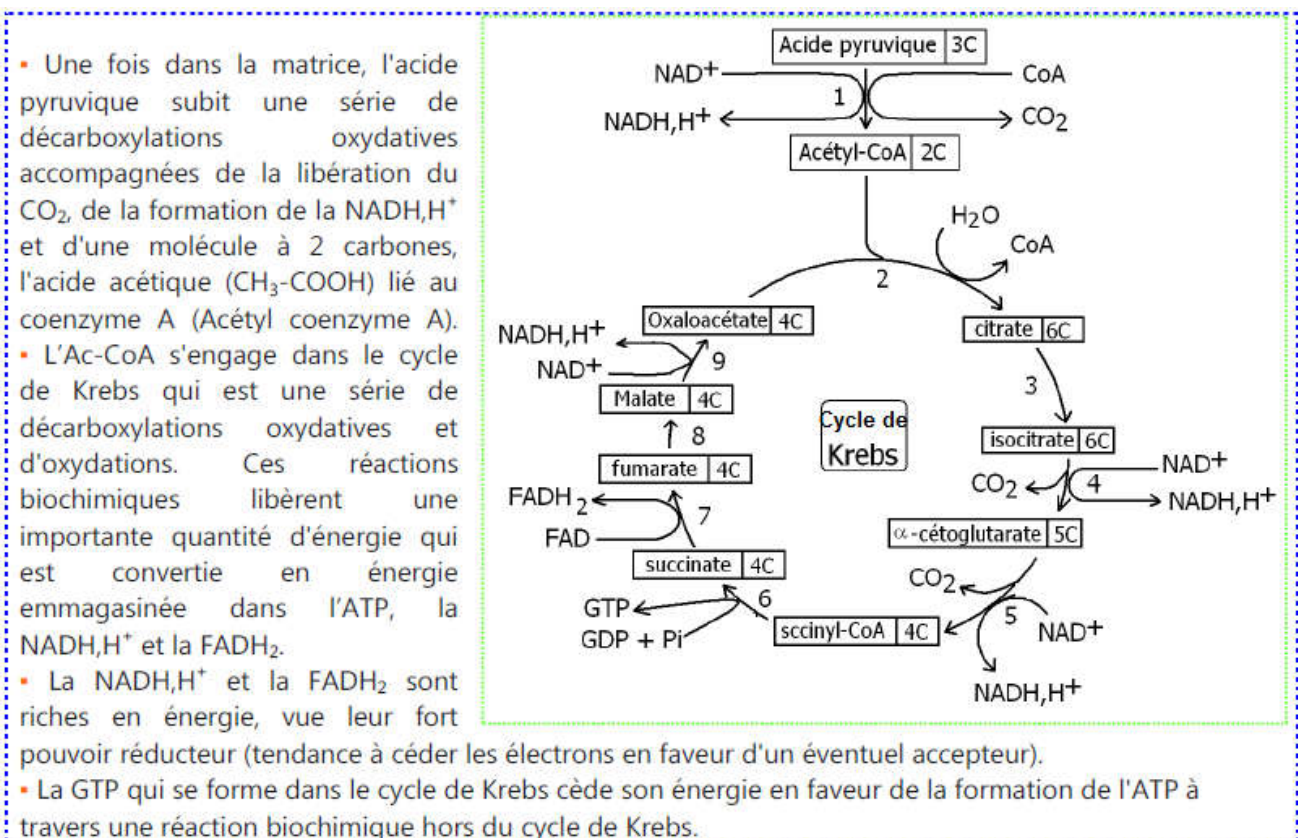 • Une fois dans la matrice, l'acide
pyruvique subit une série de
décarboxylations oxydatives
accompagnées de la libération du
CO₂, de la formation de la NADH,H⁺
et d'une molécule à 2 carbones,
l'acide acétique (CH₃-COOH) lié au
coenzyme A (Acétyl coenzyme A).
• L'Ac-CoA s'engage dans le cycle
de Krebs qui est une série de
décarboxylations oxydatives et
d'oxydations. Ces réactions
biochimiques libèrent une
importante quantité d'énergie qui
est convertie en énergie
emmagasinée dans l'ATP, la
NADH,H⁺ et la FADH₂.
• La NADH,H⁺ et la FADH₂ sont
riches en énergie, vue leur fort
pouvoir réducteur (tendance à céder les électrons en faveur d'un éventuel accepteur).
• La GTP qui se forme dans le cycle de Krebs cède son énergie en faveur de la formation de l'ATP à
travers une réaction biochimique hors du cycle de Krebs.
Acide pyruvique 3C
NAD+ CoA
1
NADH,H+ CO2
Acétyl-CoA 2C
H2O
CoA
2
Oxaloacétate 4C
citrate 6C
NADH,H+
NAD+
9
3
Malate 4C
Cycle de
Krebs
8
isocitrate 6C
fumarate 4C
NAD+
CO2
4
NADH,H+
FADH2
7
FAD
α-cétoglutarate 5C
succinate 4C
CO2
6
GTP
GDP + Pi
sccinyl-CoA 4C
5
NAD+
NADH,H+